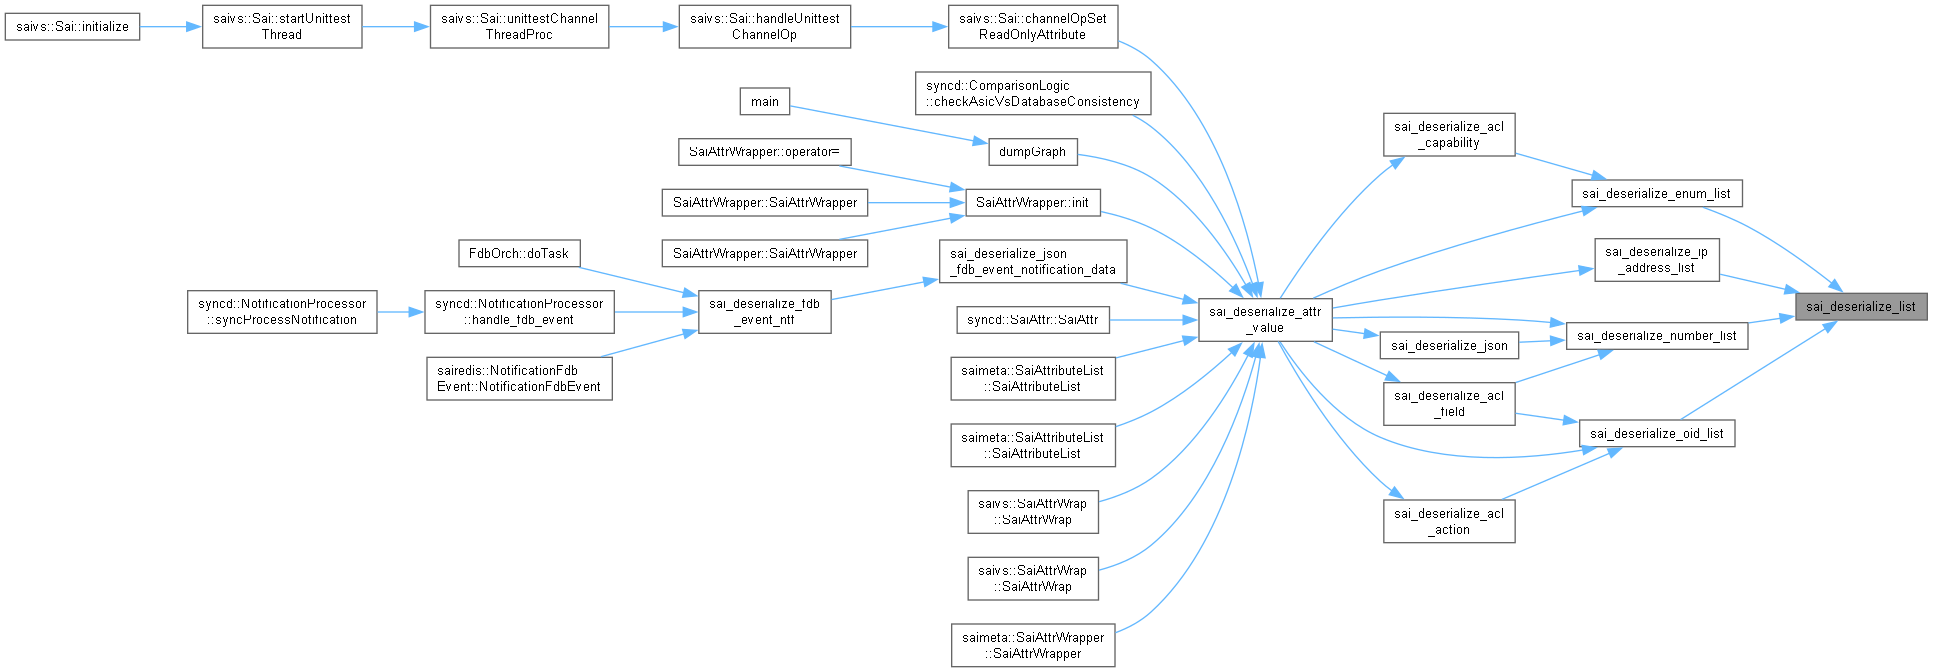 saivs::Sai::initialize
saivs::Sai::startUnittest
Thread
saivs::Sai::unittestChannel
ThreadProc
saivs::Sai::handleUnittest
ChannelOp
saivs::Sai::channelOpSet
ReadOnlyAttribute
syncd::ComparisonLogic
::checkAsicVsDatabaseConsistency
main
dumpGraph
SaiAttrWrapper::operator=
SaiAttrWrapper::SaiAttrWrapper
SaiAttrWrapper::init
SaiAttrWrapper::SaiAttrWrapper
FdbOrch::doTask
sai_deserialize_json
_fdb_event_notification_data
syncd::NotificationProcessor
::syncProcessNotification
syncd::NotificationProcessor
::handle_fdb_event
sai_deserialize_fdb
_event_ntf
sairedis::NotificationFdb
Event::NotificationFdbEvent
syncd::SaiAttr::SaiAttr
saimeta::SaiAttributeList
::SaiAttributeList
saimeta::SaiAttributeList
::SaiAttributeList
saivs::SaiAttrWrap
::SaiAttrWrap
saivs::SaiAttrWrap
::SaiAttrWrap
saimeta::SaiAttrWrapper
::SaiAttrWrapper
sai_deserialize_attr
_value
sai_deserialize_acl
_capability
sai_deserialize_enum_list
sai_deserialize_ip
_address_list
sai_deserialize_list
sai_deserialize_number_list
sai_deserialize_json
sai_deserialize_acl
_field
sai_deserialize_oid_list
sai_deserialize_acl
_action